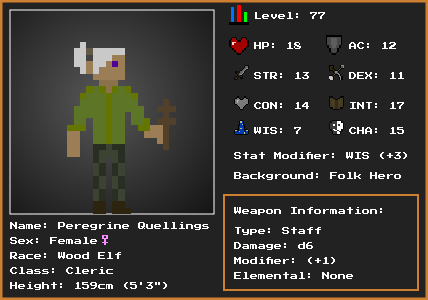 Level: 77
HP: 18
AC: 12
STR: 13
DEX: 11
CON: 14
INT: 17
WIS: 7
CHA: 15
Stat Modifier: WIS (+3)
Background: Folk Hero
Name: Peregrine Quellings
Sex: Female♀
Race: Wood Elf
Class: Cleric
Height: 159cm (5'3")
Weapon Information:
Type: Staff
Damage: d6
Modifier: (+1)
Elemental: None